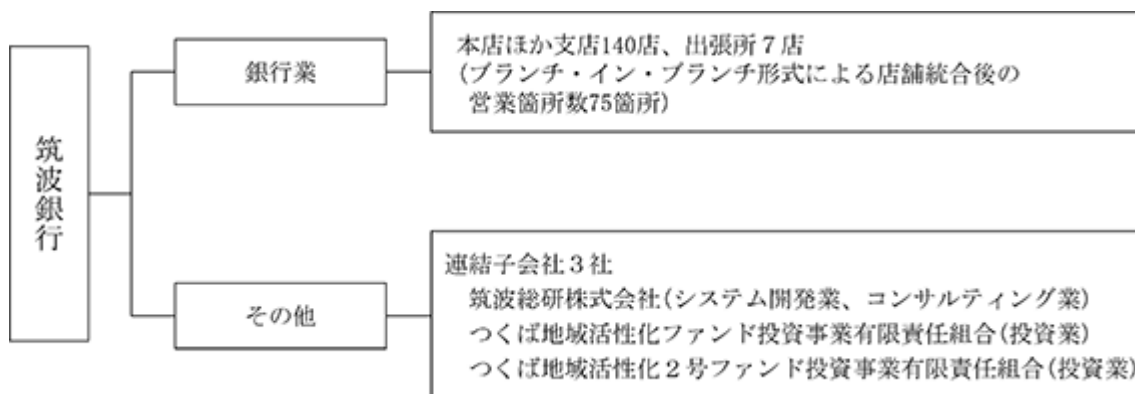 筑波銀行
銀行業
本店ほか支店140店、出張所７店
(ブランチ・イン・ブランチ形式による店舗統合後の
営業箇所数75箇所)
その他
連結子会社３社
筑波総研株式会社(システム開発業、コンサルティング業)
つくば地域活性化ファンド投資事業有限責任組合(投資業)
つくば地域活性化２号ファンド投資事業有限責任組合(投資業)